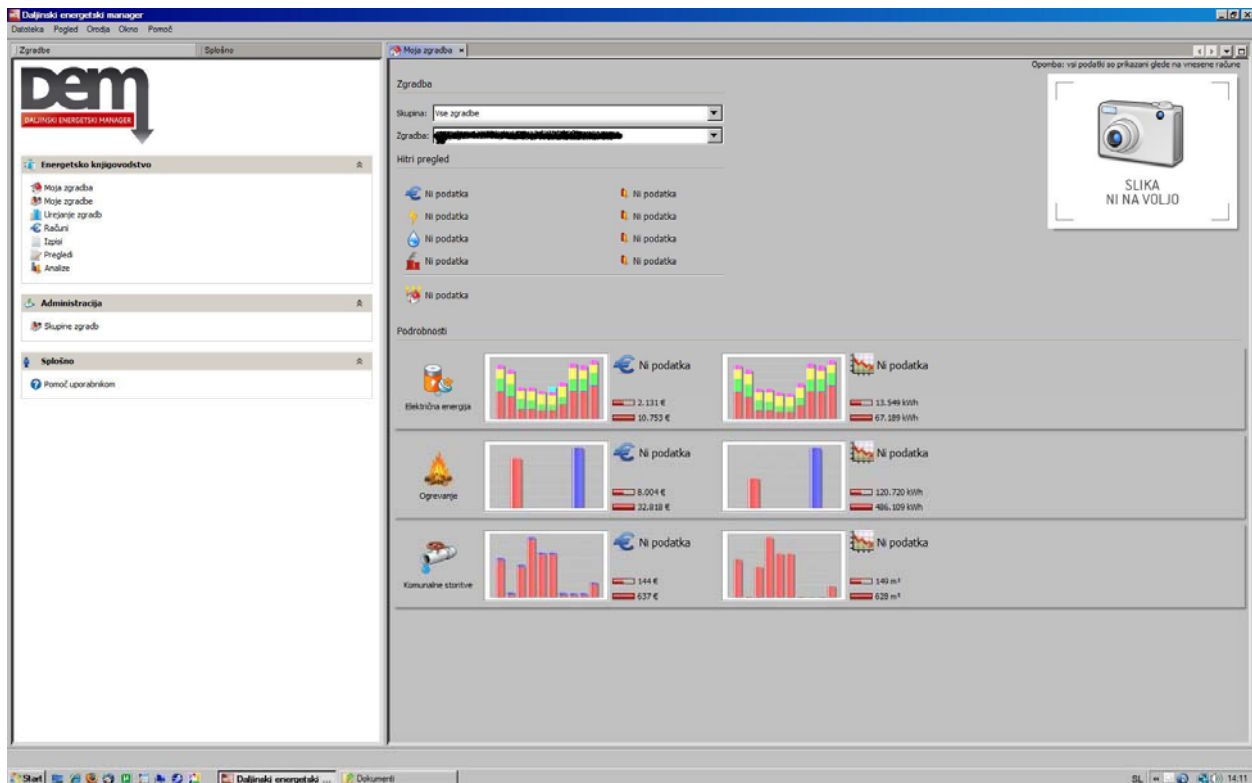 Daljinski energetski manager
Datoteka Pogled Orodja Okno Pomoč
Zgradbe
Splošno
Moja zgradba
Opomba: vsi podatki so prikazani glede na vnesene račune
Dem
DALJINSKI ENERGETSKI MANAGER
Energetsko knjigovodstvo
Moja zgradba
Moje zgradbe
Urejanje zgradb
Računi
Izpisi
Pregledi
Analize
Administracija
Skupine zgradb
Splošno
Pomoč uporabnikom
Zgradba
Skupina: Vse zgradbe
Zgradba:
Hitri pregled
Ni podatka Ni podatka
Ni podatka Ni podatka
Ni podatka Ni podatka
Ni podatka Ni podatka
Ni podatka
SLIKA
NI NA VOLJO
Podrobnosti
Električna energija
Ni podatka
2.131 €
10.753 €
Ni podatka
13.549 kWh
67.189 kWh
Ogrevanje
Ni podatka
8.004 €
32.818 €
Ni podatka
120.720 kWh
486.109 kWh
Komunalne storitve
Ni podatka
144 €
637 €
Ni podatka
149 m³
628 m³
Start
Daljinski energetski ...
Dokumenti
SL
14:11